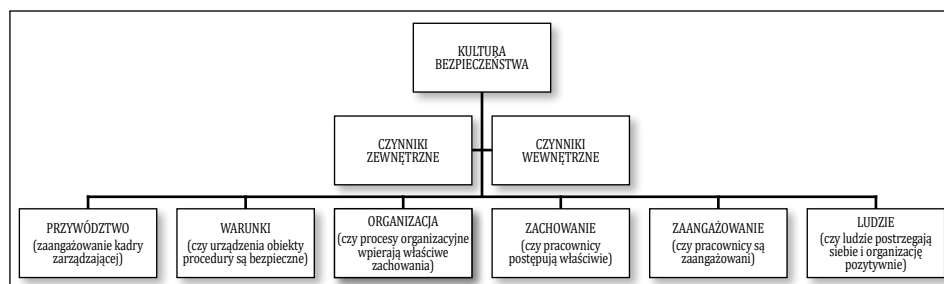 KULTURA
BEZPIECZEŃSTWA
CZYNNIKI
ZEWNĘTRZNE
CZYNNIKI
WEWNĘTRZNE
PRZYWÓDZTWO
(zaangażowanie kadry
zarządzającej)
WARUNKI
(czy urządzenia obiekty
procedury są bezpieczne)
ORGANIZACJA
(czy procesy organizacyjne
wpierają właściwe
zachowania)
ZACHOWANIE
(czy pracownicy
postępują właściwie)
ZAANGAŻOWANIE
(czy pracownicy są
zaangażowani)
LUDZIE
(czy ludzie postrzegają
siebie i organizację
pozytywnie)